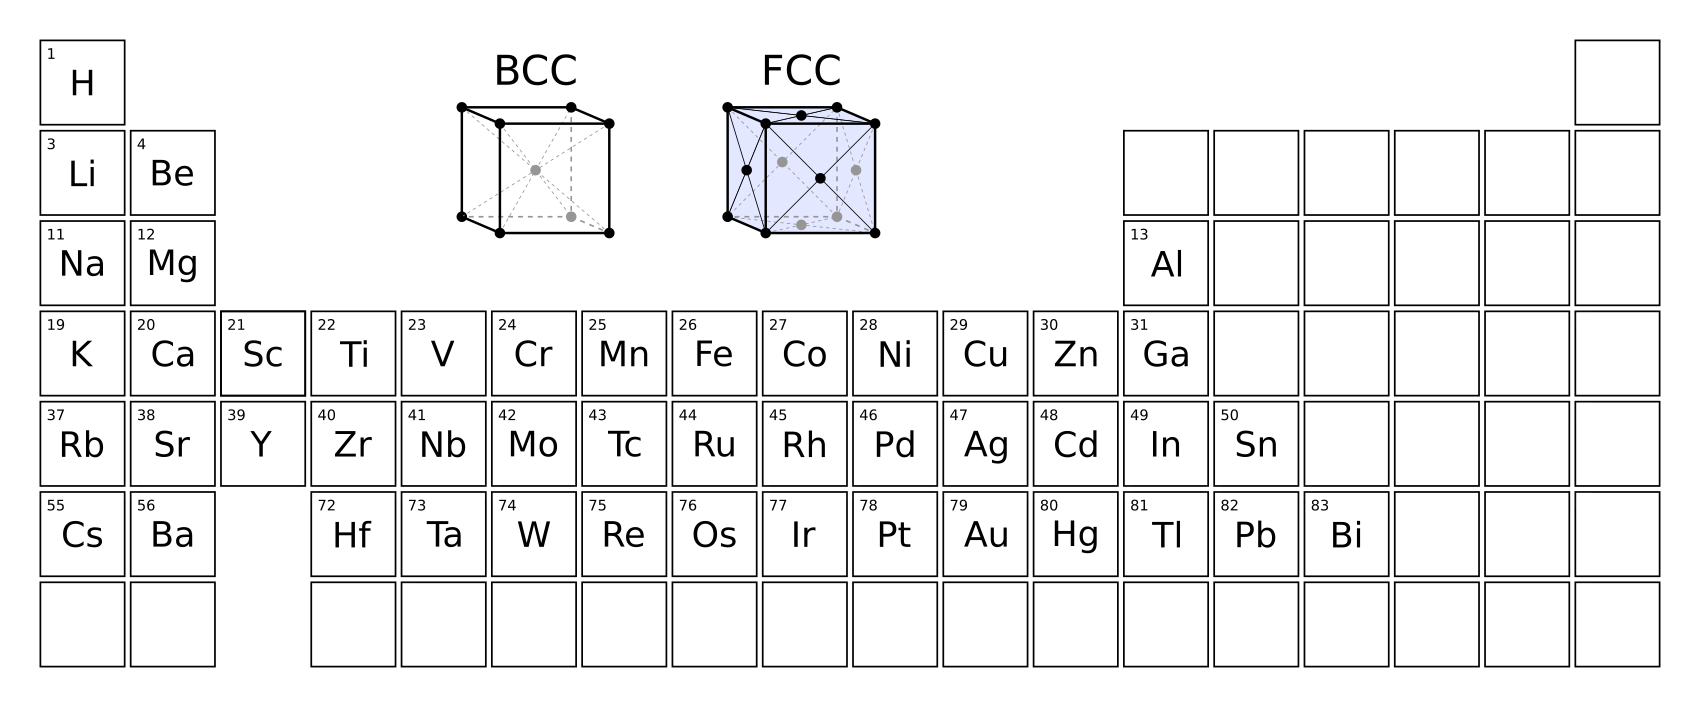 BCC FCC
1
H
3 4
Li Be
11 12 13
Na Mg Al
19 20 21 22 23 24 25 26 27 28 29 30 31
K Ca Sc Ti V Cr Mn Fe Co Ni Cu Zn Ga
37 38 39 40 41 42 43 44 45 46 47 48 49 50
Rb Sr Y Zr Nb Mo Tc Ru Rh Pd Ag Cd In Sn
55 56 72 73 74 75 76 77 78 79 80 81 82 83
Cs Ba Hf Ta W Re Os Ir Pt Au Hg Tl Pb Bi